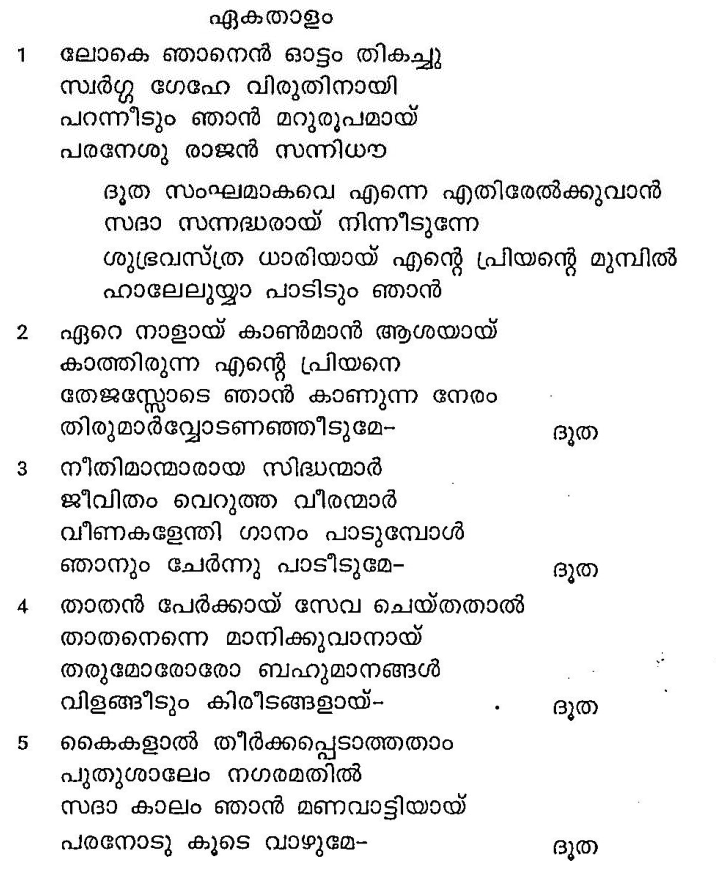 ഏകതാളം
1 ലോകെ ഞാനെൻ ഓട്ടം തികച്ചു
സ്വർഗ്ഗ ഗേഹേ വിരുതിനായി
പറന്നീടും ഞാൻ മറുരൂപമായ്
പരനേശു രാജൻ സന്നിധൗ
ദൂത സംഘമാകവെ എന്നെ എതിരേൽക്കുവാൻ
സദാ സന്നദ്ധരായ് നിന്നീടുന്നേ
ശുഭ്രവസ്ത്ര ധാരിയായ് എന്റെ പ്രിയന്റെ മുമ്പിൽ
ഹാലേലുയ്യാ പാടിടും ഞാൻ
2 ഏറെ നാളായ് കാൺമാൻ ആശയായ്
കാത്തിരുന്ന എന്റെ പ്രിയനെ
തേജസ്സോടെ ഞാൻ കാണുന്ന നേരം
തിരുമാർവ്വോടണഞ്ഞീടുമേ– ദൂത
3 നീതിമാന്മാരായ സിദ്ധന്മാർ
ജീവിതം വെറുത്ത വീരന്മാർ
വീണകളേന്തി ഗാനം പാടുമ്പോൾ
ഞാനും ചേർന്നു പാടീടുമേ– ദൂത
4 താതൻ പേർക്കായ് സേവ ചെയ്തതാൽ
താതനെന്നെ മാനിക്കുവാനായ്
തരുമോരോരോ ബഹുമാനങ്ങൾ
വിളങ്ങീടും കിരീടങ്ങളായ്– ദൂത
5 കൈകളാൽ തീർക്കപ്പെടാത്തതാം
പുതുശാലേം നഗരമതിൽ
സദാ കാലം ഞാൻ മണവാട്ടിയായ്
പരനോടു കൂടെ വാഴുമേ– ദൂത